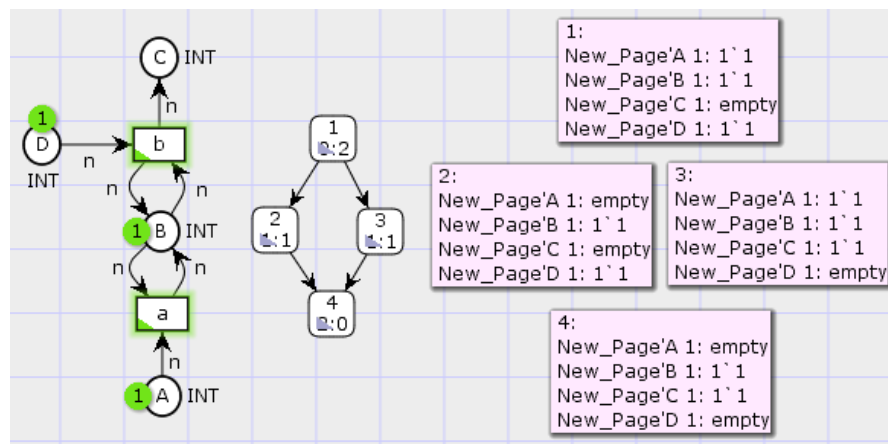 C INT
n
1
D
n
INT
b
n
n
1 B INT
n
n
a
n
1 A INT
1
0:2
2
1:1
3
1:1
4
2:0
1:
New_Page'A 1: 1`1
New_Page'B 1: 1`1
New_Page'C 1: empty
New_Page'D 1: 1`1
2:
New_Page'A 1: empty
New_Page'B 1: 1`1
New_Page'C 1: empty
New_Page'D 1: 1`1
3:
New_Page'A 1: 1`1
New_Page'B 1: 1`1
New_Page'C 1: 1`1
New_Page'D 1: empty
4:
New_Page'A 1: empty
New_Page'B 1: 1`1
New_Page'C 1: 1`1
New_Page'D 1: empty